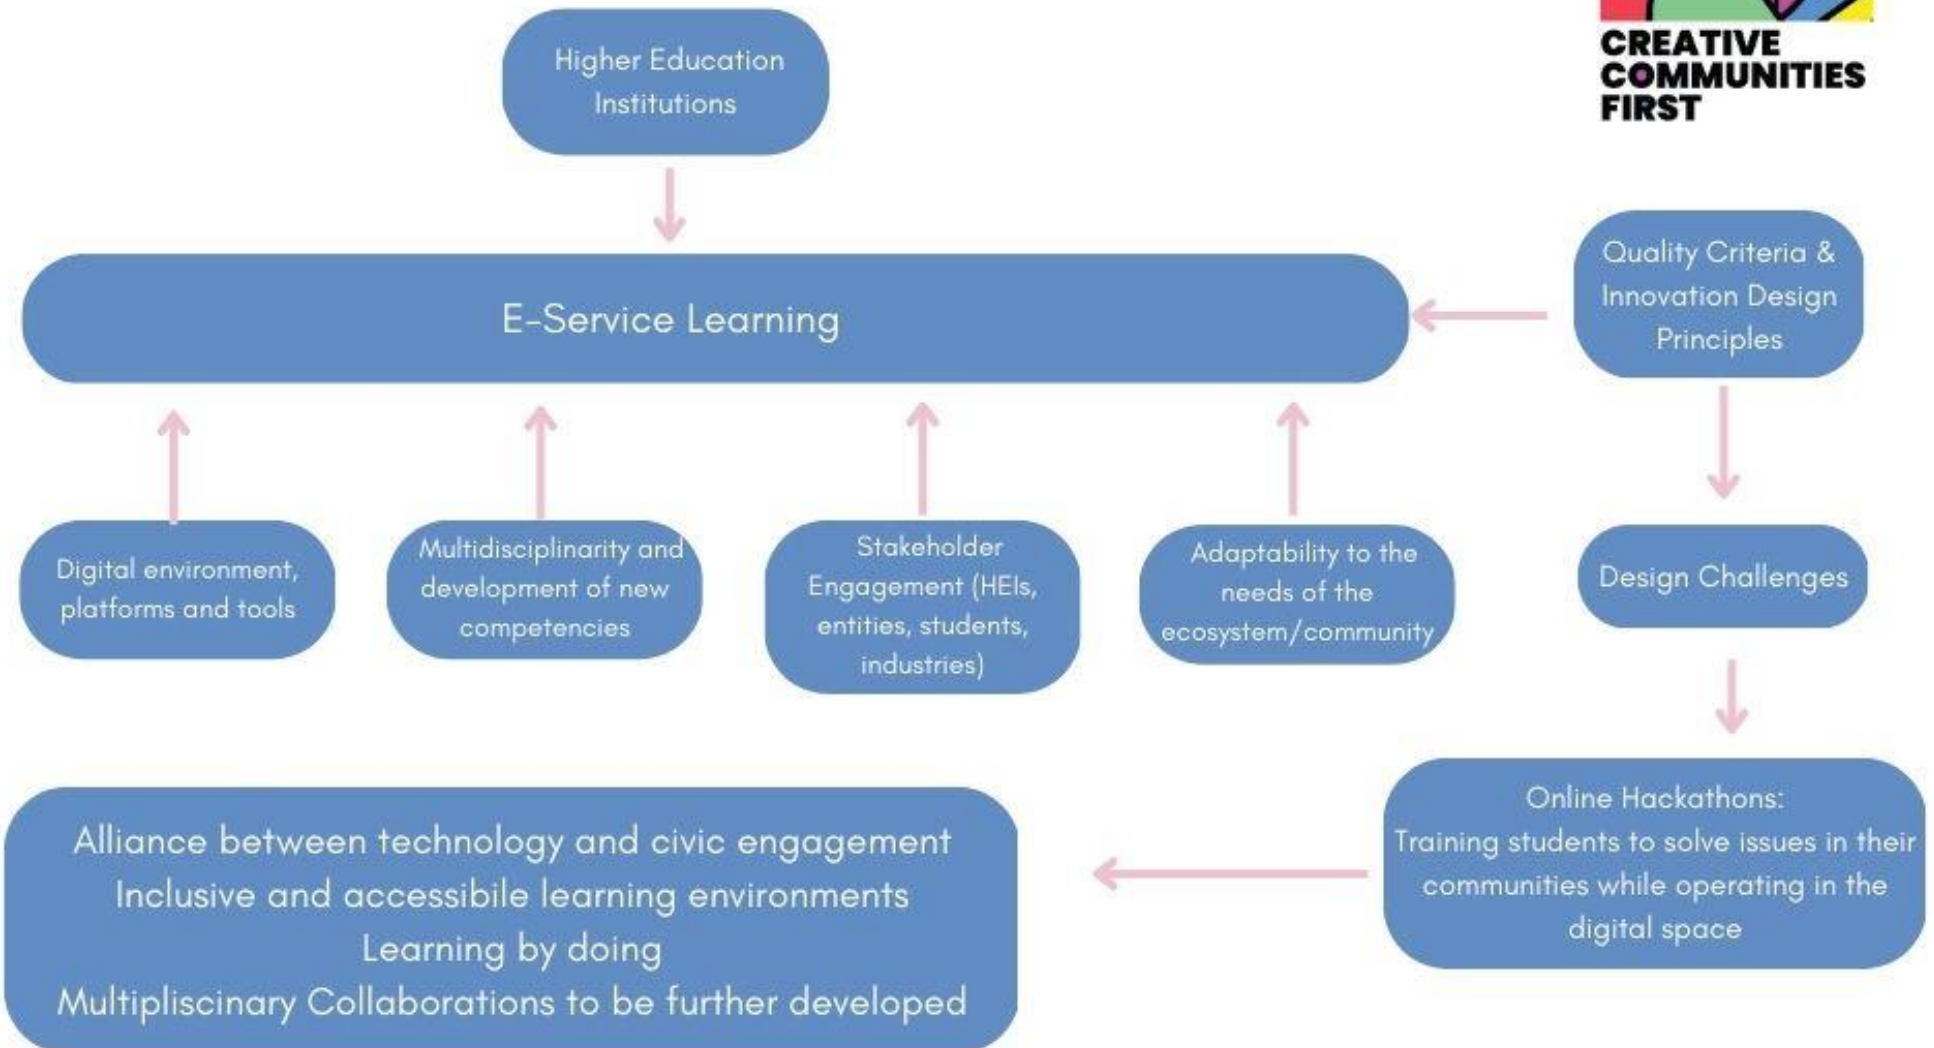 CREATIVE
COMMUNITIES
FIRST
Higher Education
Institutions
Quality Criteria &
Innovation Design
Principles
E-Service Learning
Digital environment,
platforms and tools
Multidisciplinarity and
development of new
competencies
Stakeholder
Engagement (HEIs,
entities, students,
industries)
Adaptability to the
needs of the
ecosystem/community
Design Challenges
Online Hackathons:
Training students to solve issues in their
communities while operating in the
digital space
Alliance between technology and civic engagement
Inclusive and accessibile learning environments
Learning by doing
Multipliscinary Collaborations to be further developed